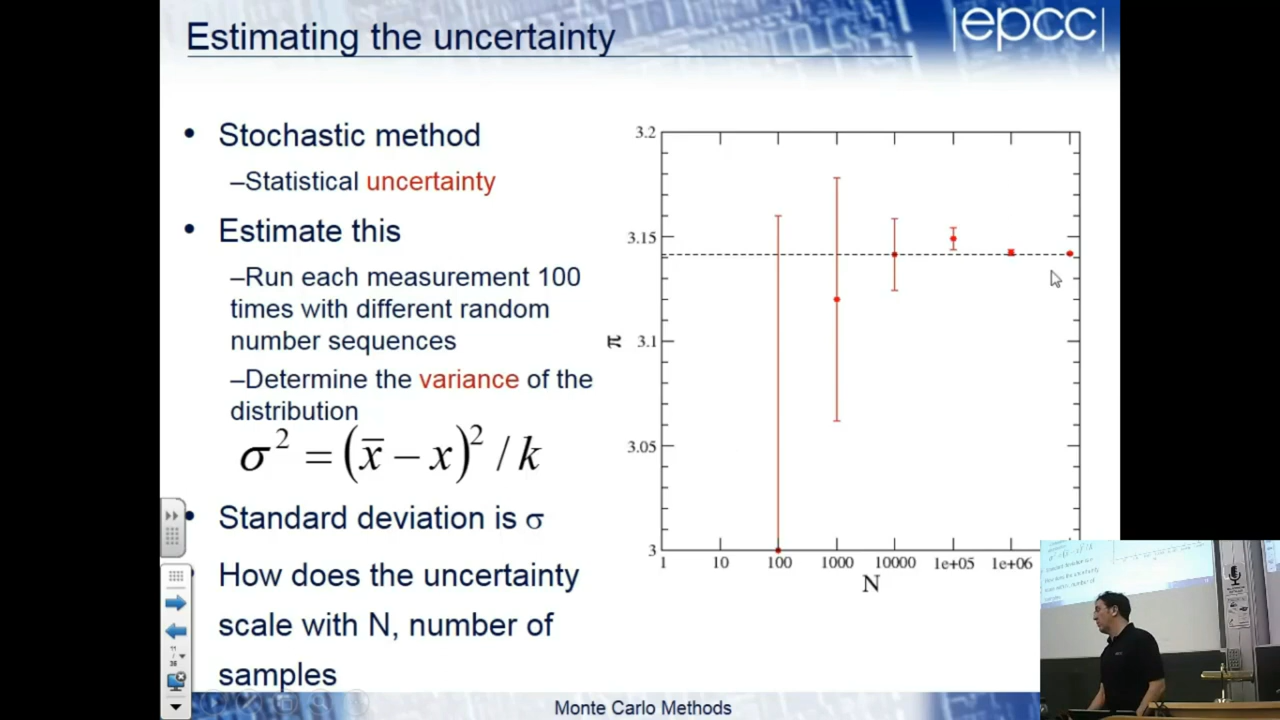 Estimating the uncertainty
|epcc|
• Stochastic method
–Statistical uncertainty
• Estimate this
–Run each measurement 100
times with different random
number sequences
–Determine the variance of the
distribution
σ² = (x̅ − x)² / k
• Standard deviation is σ
How does the uncertainty
scale with N, number of
samples
3.2
3.15
3.1
3.05
3
π
1 10 100 1000 10000 1e+05 1e+06
N
11
/
38
Monte Carlo Methods